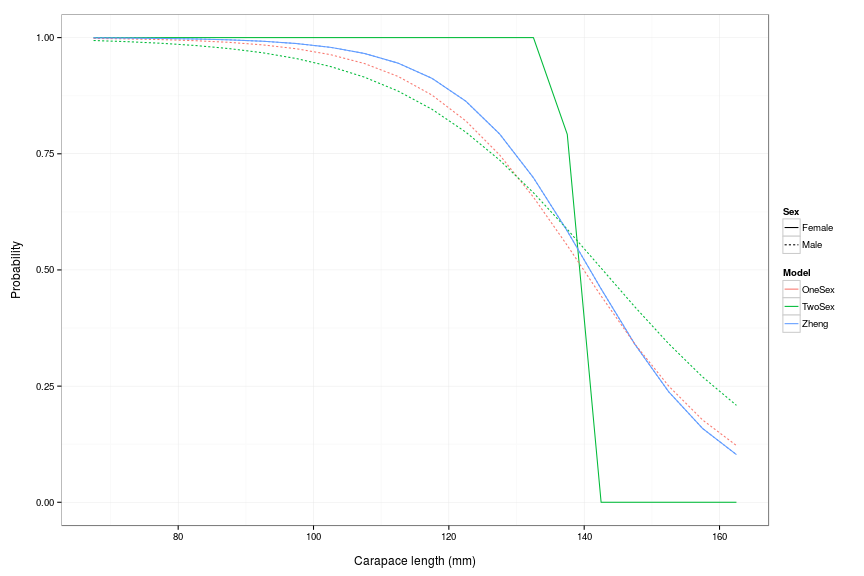 1.00
0.75
0.50
0.25
0.00
Probability
80
100
120
140
160
Carapace length (mm)
Sex
Female
Male
Model
OneSex
TwoSex
Zheng